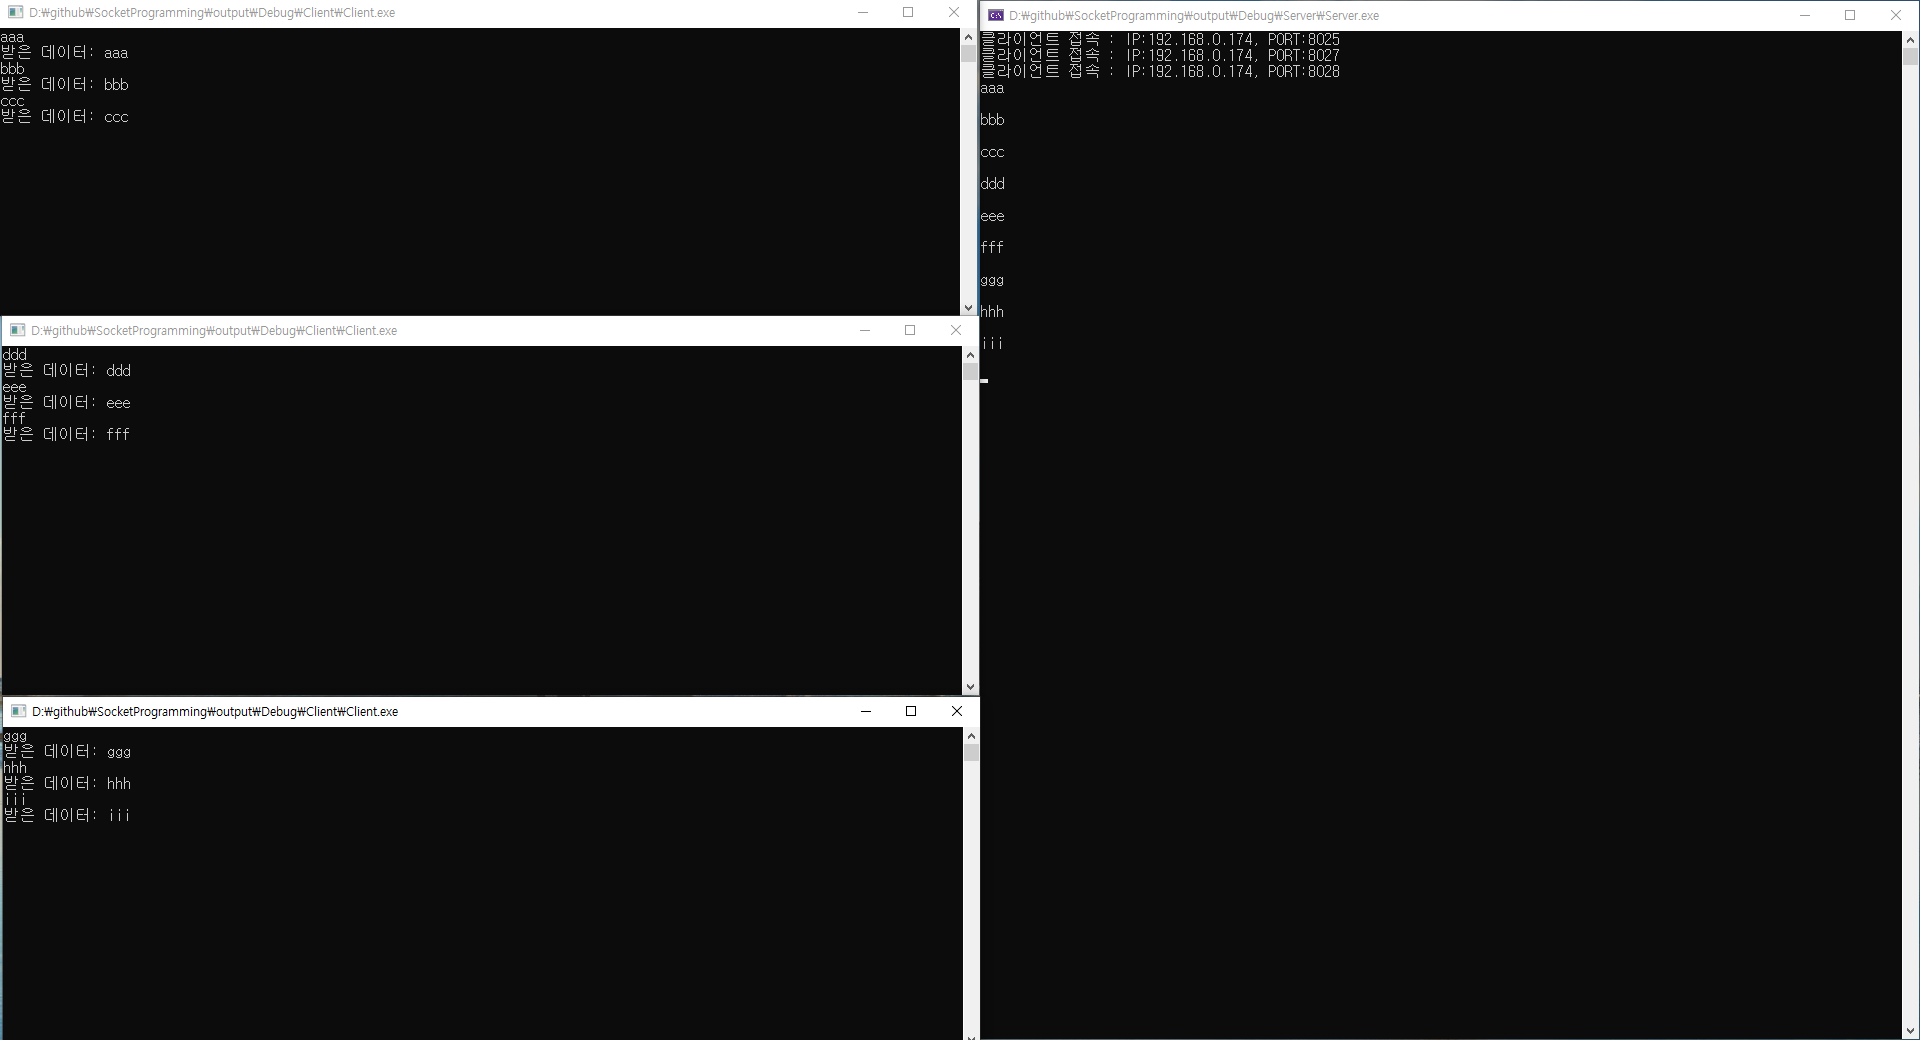 D:₩github₩SocketProgramming₩output₩Debug₩Client₩Client.exe
aaa
받은 데이터: aaa
bbb
받은 데이터: bbb
ccc
받은 데이터: ccc
D:₩github₩SocketProgramming₩output₩Debug₩Client₩Client.exe
ddd
받은 데이터: ddd
eee
받은 데이터: eee
fff
받은 데이터: fff
D:₩github₩SocketProgramming₩output₩Debug₩Client₩Client.exe
ggg
받은 데이터: ggg
hhh
받은 데이터: hhh
iii
받은 데이터: iii
D:₩github₩SocketProgramming₩output₩Debug₩Server₩Server.exe
클라이언트 접속 : IP:192.168.0.174, PORT:8025
클라이언트 접속 : IP:192.168.0.174, PORT:8027
클라이언트 접속 : IP:192.168.0.174, PORT:8028
aaa
bbb
ccc
ddd
eee
fff
ggg
hhh
iii